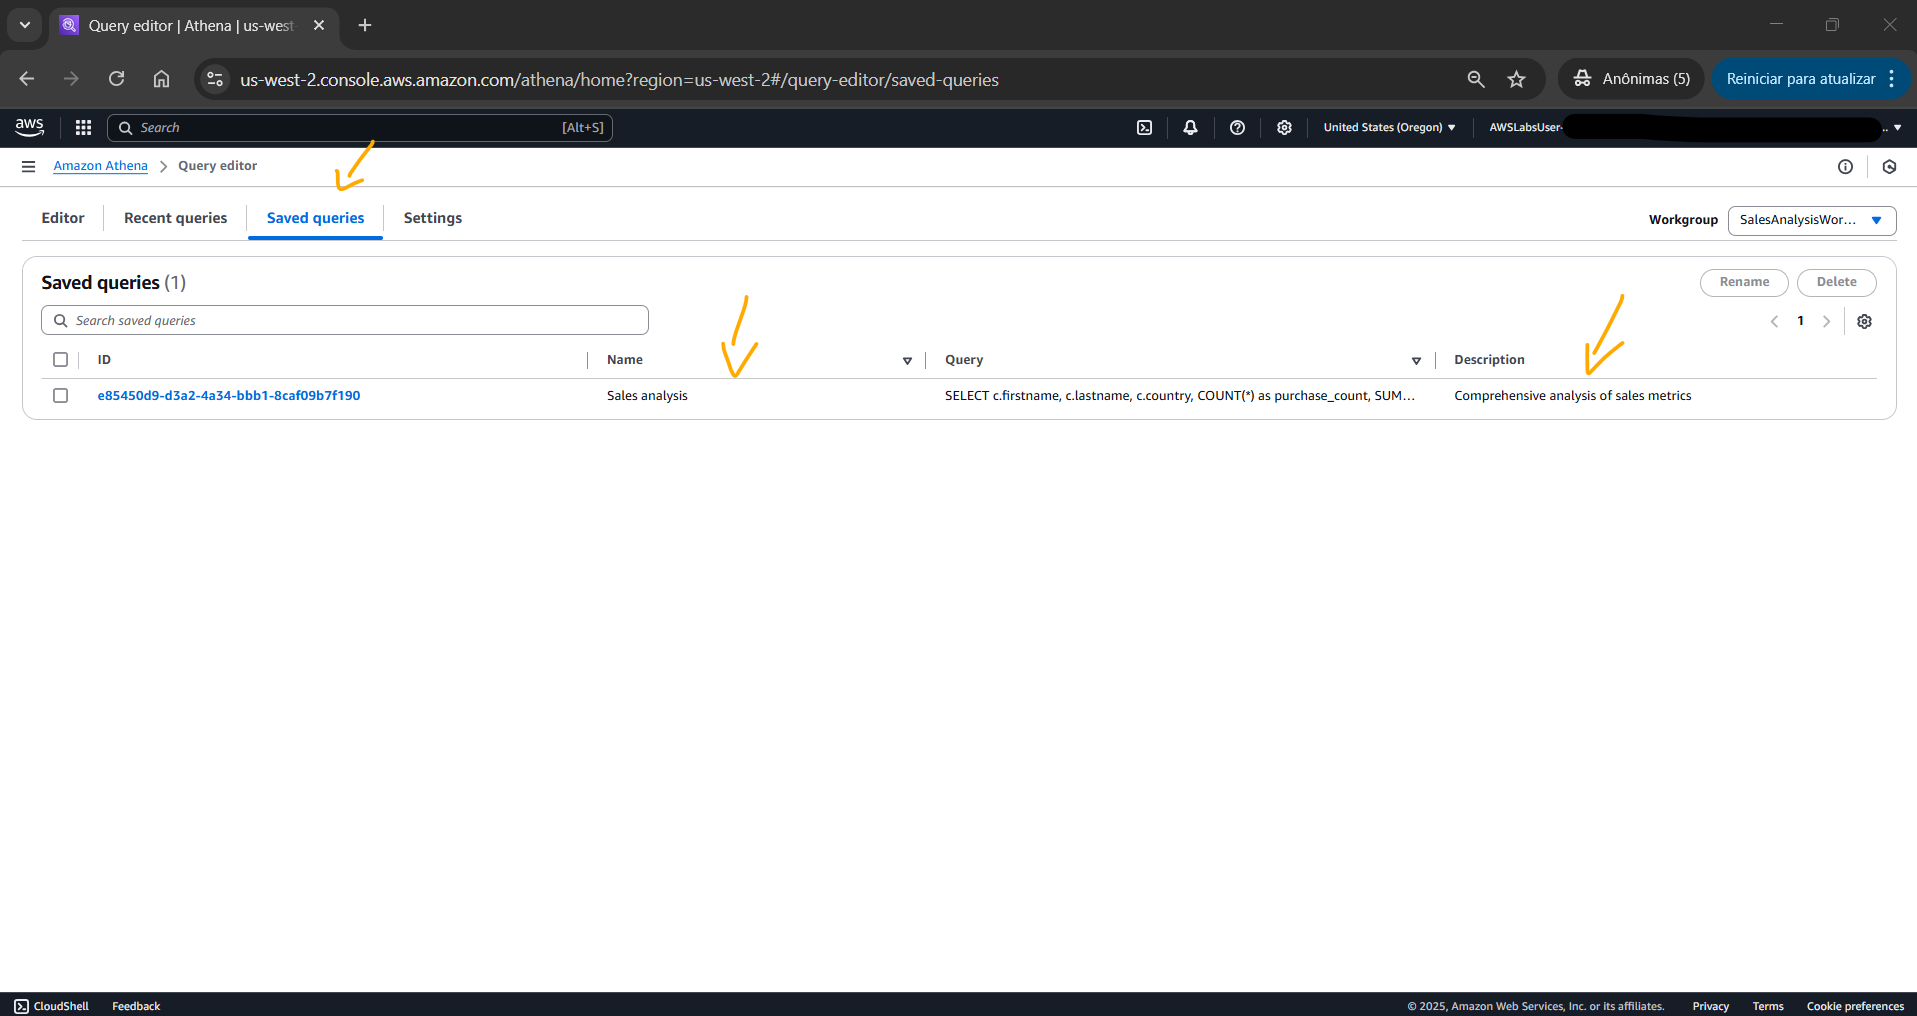 Query editor | Athena | us-west-
us-west-2.console.aws.amazon.com/athena/home?region=us-west-2#/query-editor/saved-queries
Anônimas (5)
Reiniciar para atualizar
aws
Search
[Alt+S]
United States (Oregon)
AWSLabsUser-
..
Amazon Athena
Query editor
Editor
Recent queries
Saved queries
Settings
Workgroup
SalesAnalysisWor...
Saved queries (1)
Rename
Delete
Search saved queries
1
ID
Name
Query
Description
e85450d9-d3a2-4a34-bbb1-8caf09b7f190
Sales analysis
SELECT c.firstname, c.lastname, c.country, COUNT(*) as purchase_count, SUM...
Comprehensive analysis of sales metrics
CloudShell
Feedback
© 2025, Amazon Web Services, Inc. or its affiliates.
Privacy
Terms
Cookie preferences